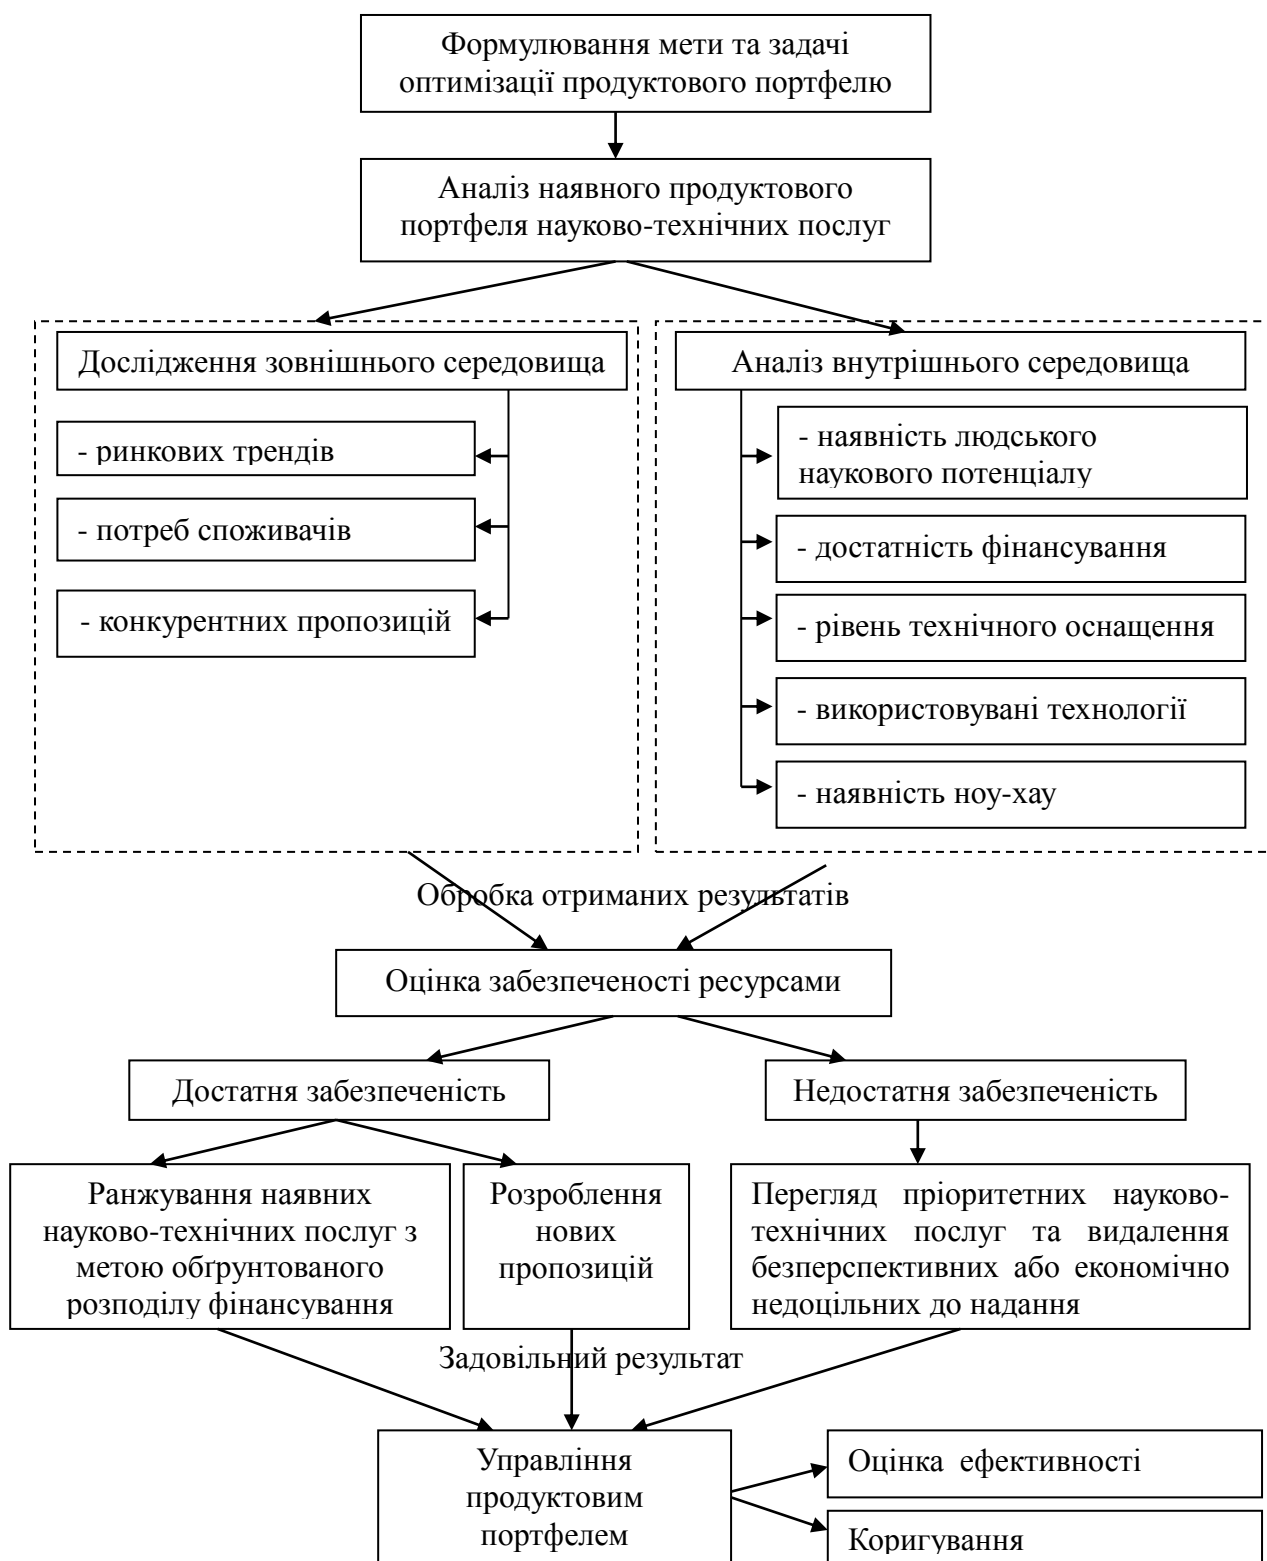 Формулювання мети та задачі
оптимізації продуктового портфелю
Аналіз наявного продуктового
портфеля науково-технічних послуг
Дослідження зовнішнього середовища
- ринкових трендів
- потреб споживачів
- конкурентних пропозицій
Аналіз внутрішнього середовища
- наявність людського
наукового потенціалу
- достатність фінансування
- рівень технічного оснащення
- використовувані технології
- наявність ноу-хау
Обробка отриманих результатів
Оцінка забезпеченості ресурсами
Достатня забезпеченість
Недостатня забезпеченість
Ранжування наявних
науково-технічних послуг з
метою обґрунтованого
розподілу фінансування
Розроблення
нових
пропозицій
Перегляд пріоритетних науково-
технічних послуг та видалення
безперспективних або економічно
недоцільних до надання
Задовільний результат
Управління
продуктовим
портфелем
Оцінка ефективності
Коригування